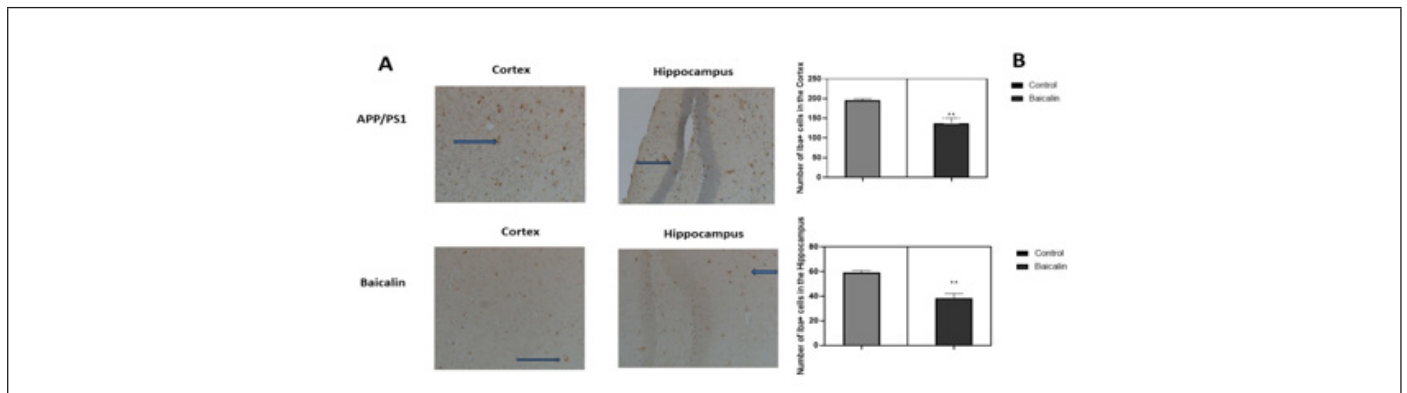 A
B
Cortex
Hippocampus
APP/PS1
Number of Iba+ cells in the Cortex
250
200
150
100
50
0
**
Control
Baicalin
Cortex
Hippocampus
Baicalin
Number of Iba+ cells in the Hippocampus
80
60
40
20
0
**
Control
Baicalin